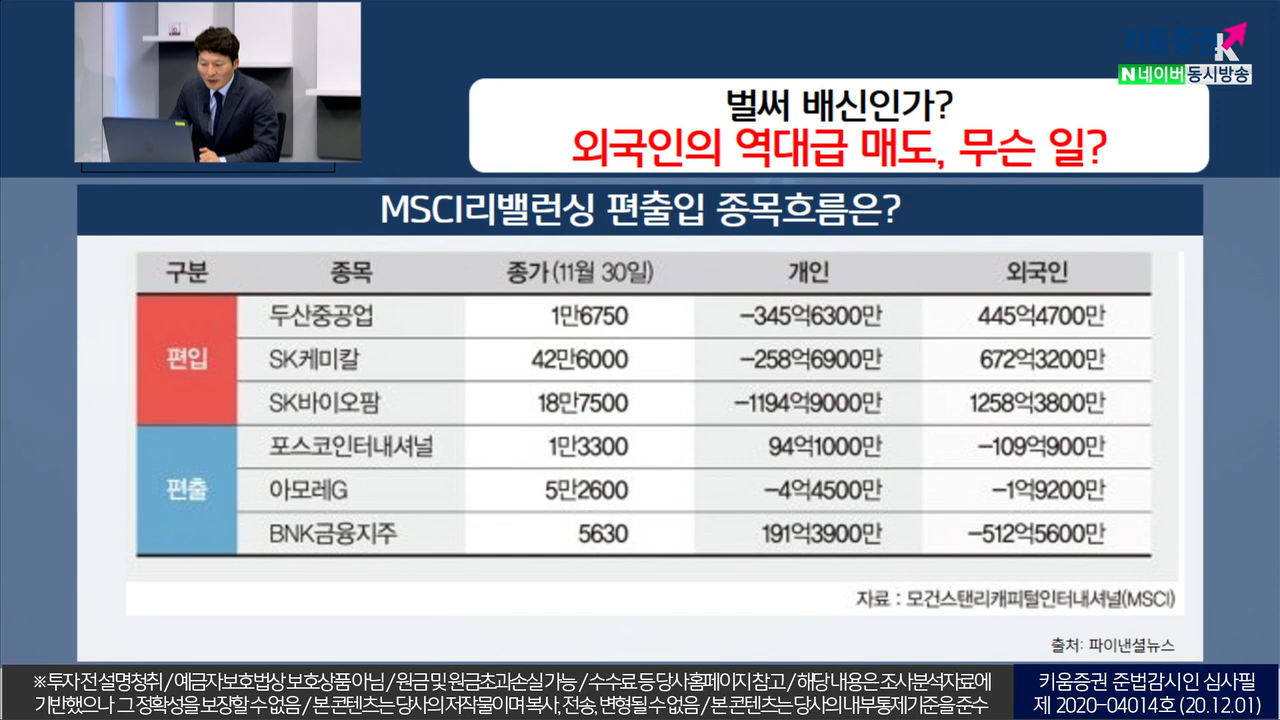 키움증권
N 네이버 동시방송
벌써 배신인가?
외국인의 역대급 매도, 무슨 일?
MSCI리밸런싱 편출입 종목흐름은?
구분 종목 종가 (11월 30일) 개인 외국인
편입 두산중공업 1만6750 -345억6300만 445억4700만
SK케미칼 42만6000 -258억6900만 672억3200만
SK바이오팜 18만7500 -1194억9000만 1258억3800만
편출 포스코인터내셔널 1만3300 94억1000만 -109억900만
아모레G 5만2600 -4억4500만 -1억9200만
BNK금융지주 5630 191억3900만 -512억5600만
자료 : 모건스탠리캐피털인터내셔널(MSCI)
출처: 파이낸셜뉴스
※ 투자 전 설명청취 / 예금자보호법상 보호상품 아님 / 원금 및 원금초과손실 가능 / 수수료 등 당사홈페이지 참고 / 해당 내용은 조사분석자료에
기반했으나 그 정확성을 보장할 수 없음 / 본 콘텐츠는 당사의 저작물이며 복사, 전송, 변형될 수 없음 / 본 콘텐츠는 당사의 내부통제기준을 준수
키움증권 준법감시인 심사필
제 2020-04014호 (20.12.01)